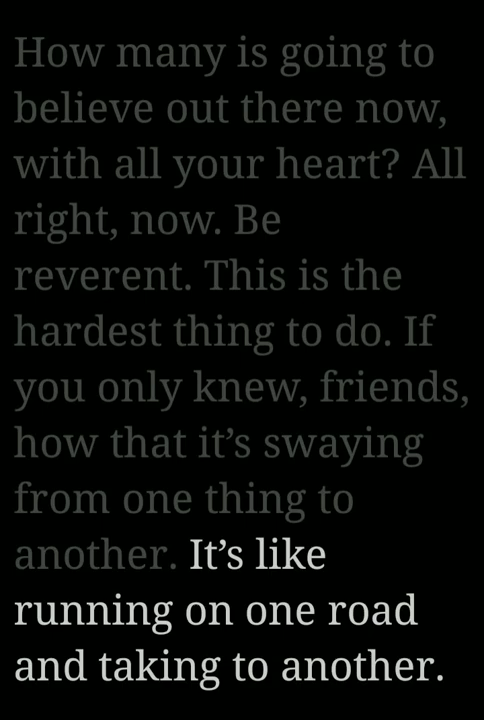 How many is going to
believe out there now,
with all your heart? All
right, now. Be
reverent. This is the
hardest thing to do. If
you only knew, friends,
how that it’s swaying
from one thing to
another. It’s like
running on one road
and taking to another.